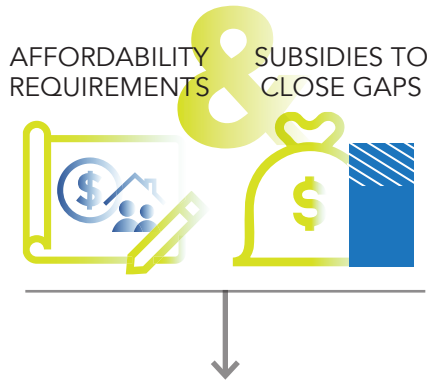 AFFORDABILITY
REQUIREMENTS
&
SUBSIDIES TO
CLOSE GAPS
$
$